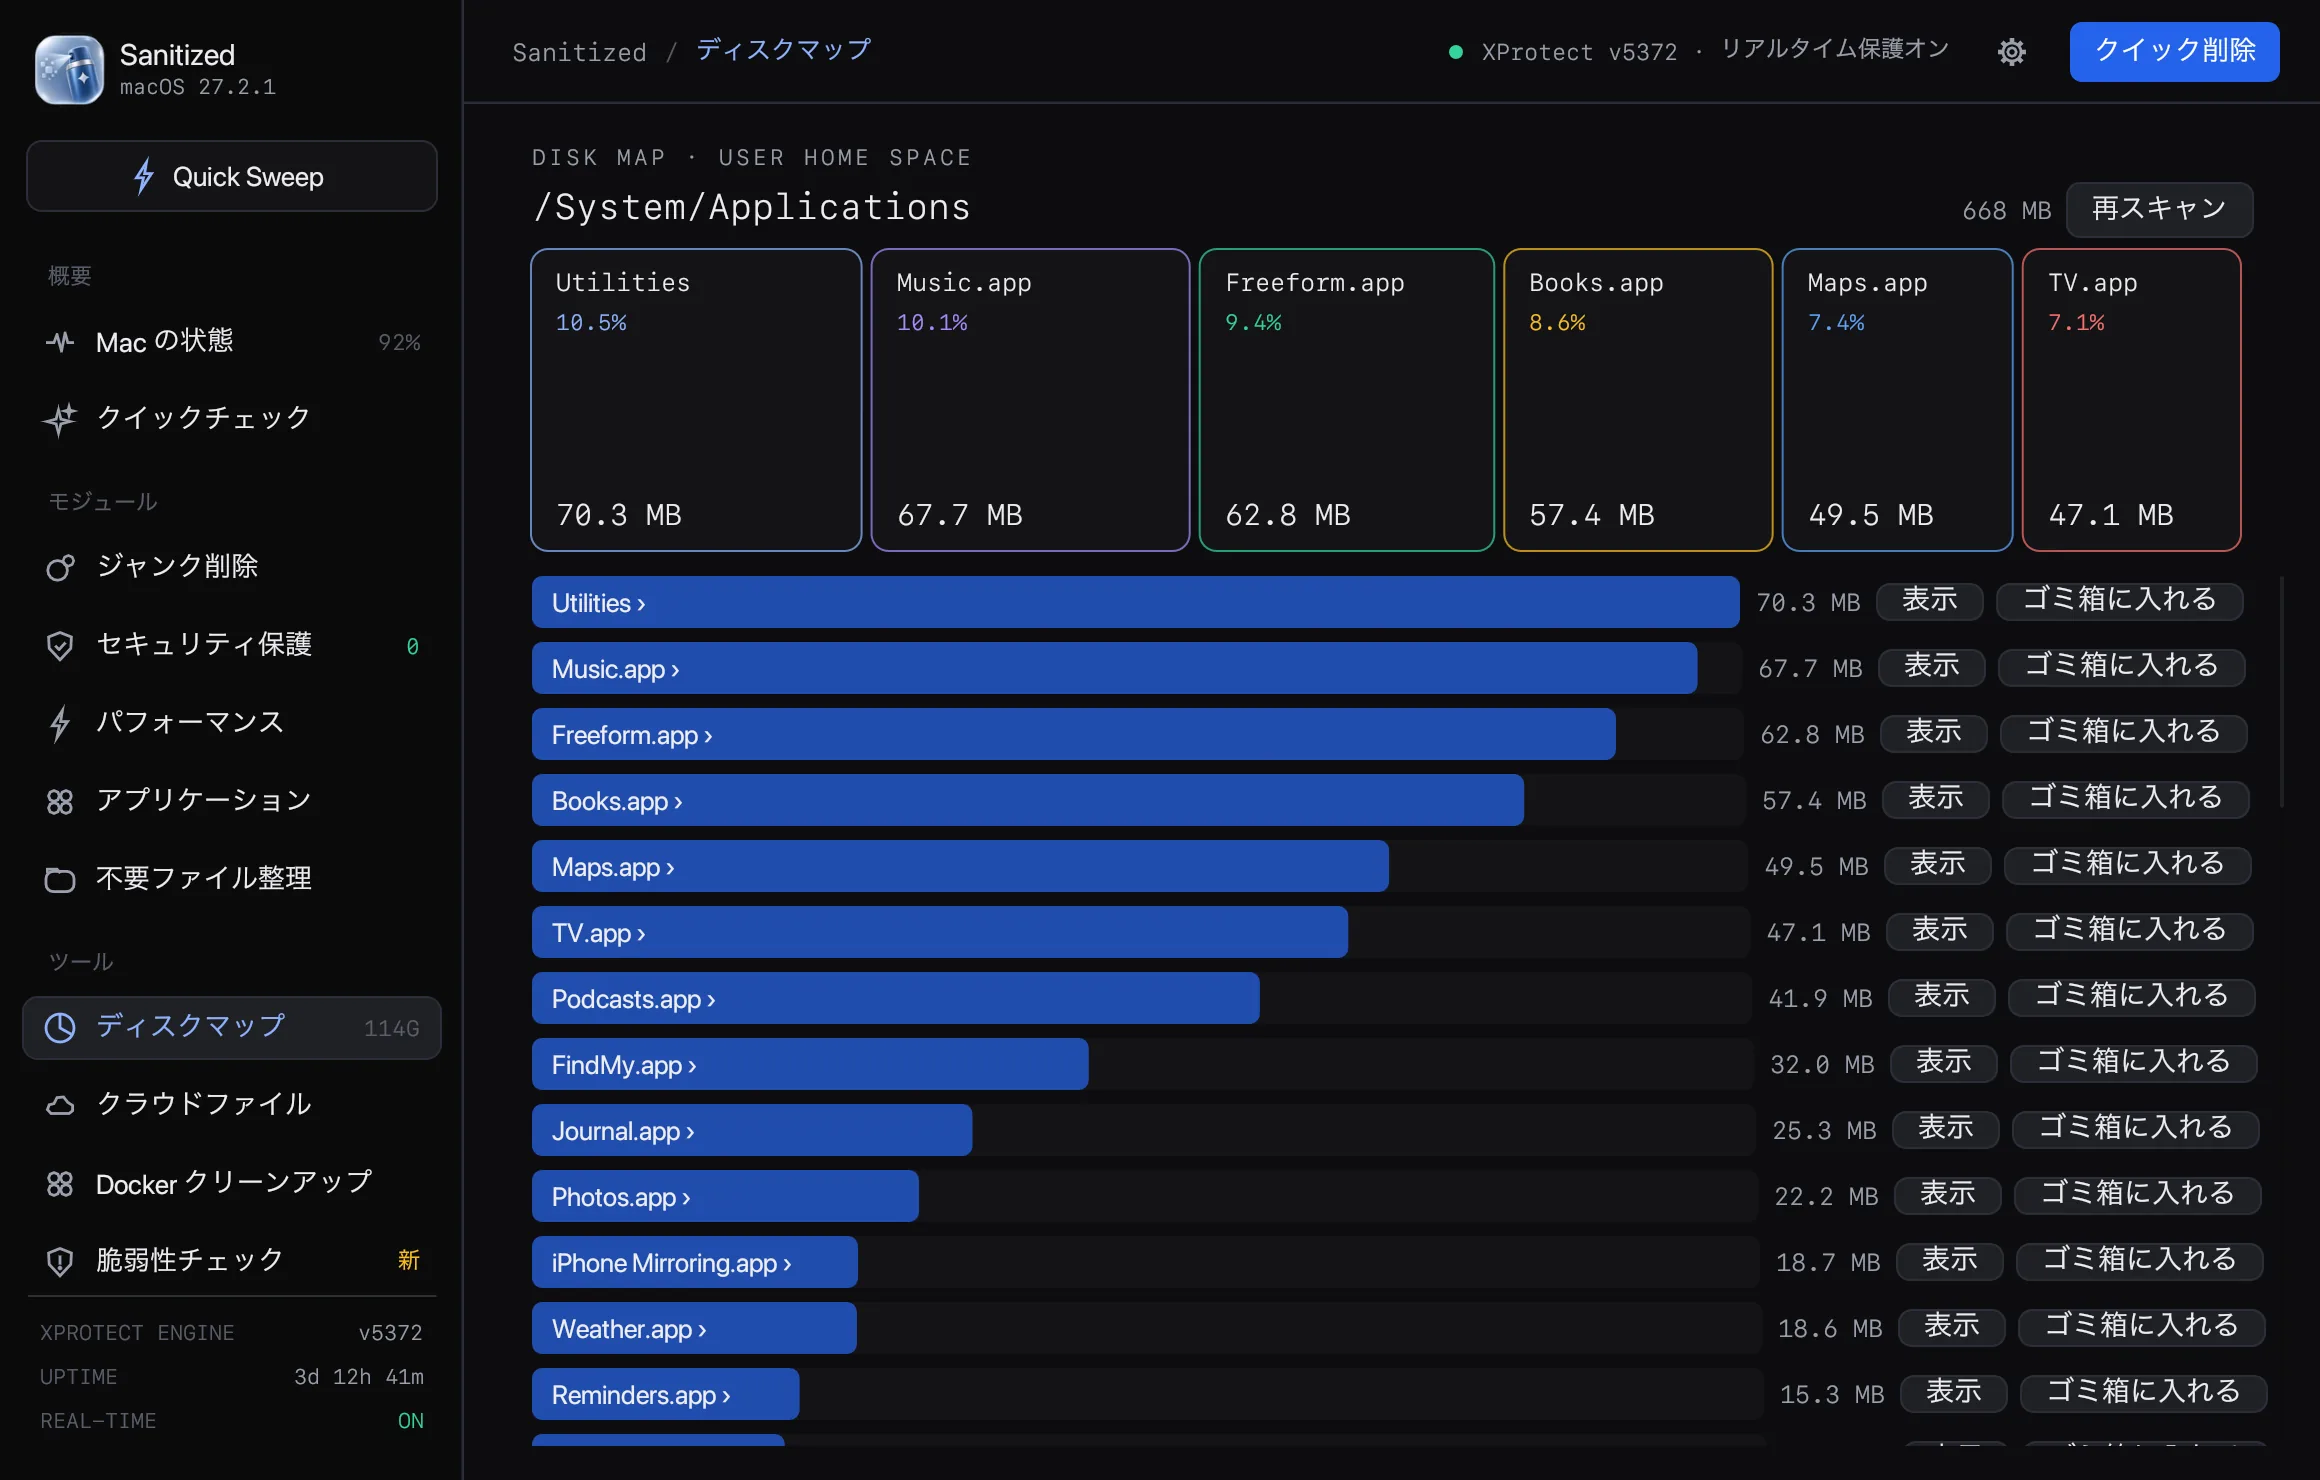 Sanitized
macOS 27.2.1
Quick Sweep
概要
Mac の状態 92%
クイックチェック
モジュール
ジャンク削除
セキュリティ保護 0
パフォーマンス
アプリケーション
不要ファイル整理
ツール
ディスクマップ 114G
クラウドファイル
Docker クリーンアップ
脆弱性チェック 新
XPROTECT ENGINE v5372
UPTIME 3d 12h 41m
REAL-TIME ON
Sanitized / ディスクマップ
XProtect v5372 · リアルタイム保護オン
クイック削除
DISK MAP · USER HOME SPACE
/System/Applications
668 MB 再スキャン
Utilities
10.5%
70.3 MB
Music.app
10.1%
67.7 MB
Freeform.app
9.4%
62.8 MB
Books.app
8.6%
57.4 MB
Maps.app
7.4%
49.5 MB
TV.app
7.1%
47.1 MB
Utilities › 70.3 MB 表示 ゴミ箱に入れる
Music.app › 67.7 MB 表示 ゴミ箱に入れる
Freeform.app › 62.8 MB 表示 ゴミ箱に入れる
Books.app › 57.4 MB 表示 ゴミ箱に入れる
Maps.app › 49.5 MB 表示 ゴミ箱に入れる
TV.app › 47.1 MB 表示 ゴミ箱に入れる
Podcasts.app › 41.9 MB 表示 ゴミ箱に入れる
FindMy.app › 32.0 MB 表示 ゴミ箱に入れる
Journal.app › 25.3 MB 表示 ゴミ箱に入れる
Photos.app › 22.2 MB 表示 ゴミ箱に入れる
iPhone Mirroring.app › 18.7 MB 表示 ゴミ箱に入れる
Weather.app › 18.6 MB 表示 ゴミ箱に入れる
Reminders.app › 15.3 MB 表示 ゴミ箱に入れる